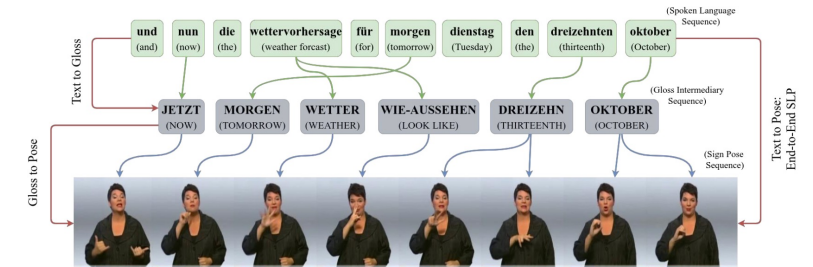 und nun die wettervorhersage für morgen dienstag den dreizehnten oktober
(and) (now) (the) (weather forcast) (for) (tomorrow) (Tuesday) (the) (thirteenth) (October)
(Spoken Language
Sequence)
Text to Gloss
(Gloss Intermediary
Sequence)
JETZT MORGEN WETTER WIE-AUSSEHEN DREIZEHN OKTOBER
(NOW) (TOMORROW) (WEATHER) (LOOK LIKE) (THIRTEENTH) (OCTOBER)
Text to Pose:
End-to-End SLP
(Sign Pose
Sequence)
Gloss to Pose